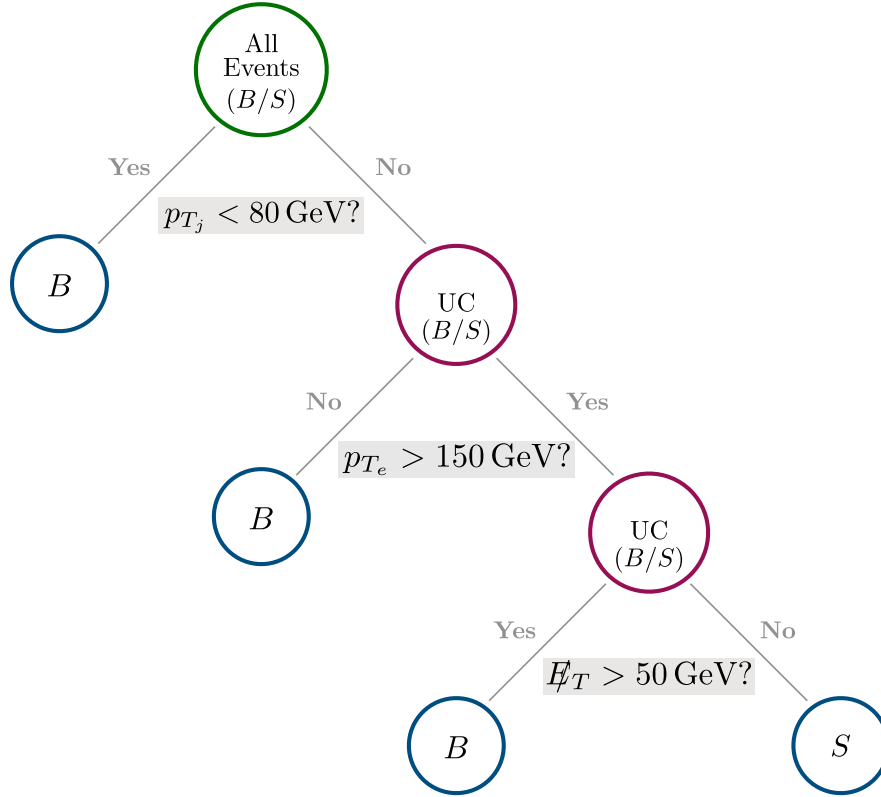 All
Events
(B/S)
Yes
No
p_{T_j} < 80 GeV?
B
UC
(B/S)
No
Yes
p_{T_e} > 150 GeV?
B
UC
(B/S)
Yes
No
E̸_T > 50 GeV?
B
S